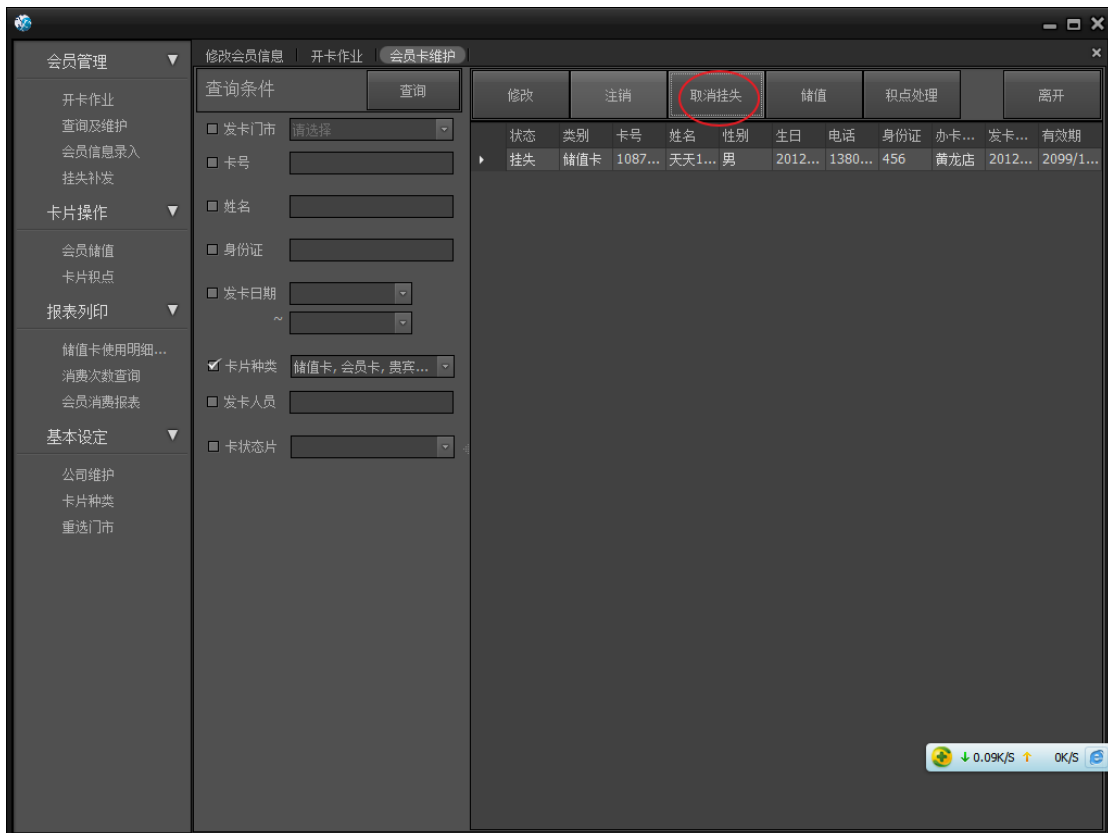 会员管理 ▼
开卡作业
查询及维护
会员信息录入
挂失补发
卡片操作 ▼
会员储值
卡片积点
报表列印 ▼
储值卡使用明细...
消费次数查询
会员消费报表
基本设定 ▼
公司维护
卡片种类
重选门市
修改会员信息 开卡作业 会员卡维护
查询条件 查询
发卡门市 请选择
卡号
姓名
身份证
发卡日期
~
卡片种类 储值卡, 会员卡, 贵宾...
发卡人员
卡状态片
修改 注销 取消挂失 储值 积点处理 离开
状态 类别 卡号 姓名 性别 生日 电话 身份证 办卡... 发卡... 有效期
挂失 储值卡 1087... 天天1... 男 2012... 1380... 456 黄龙店 2012... 2099/1...
↓ 0.09K/S ↑ 0K/S